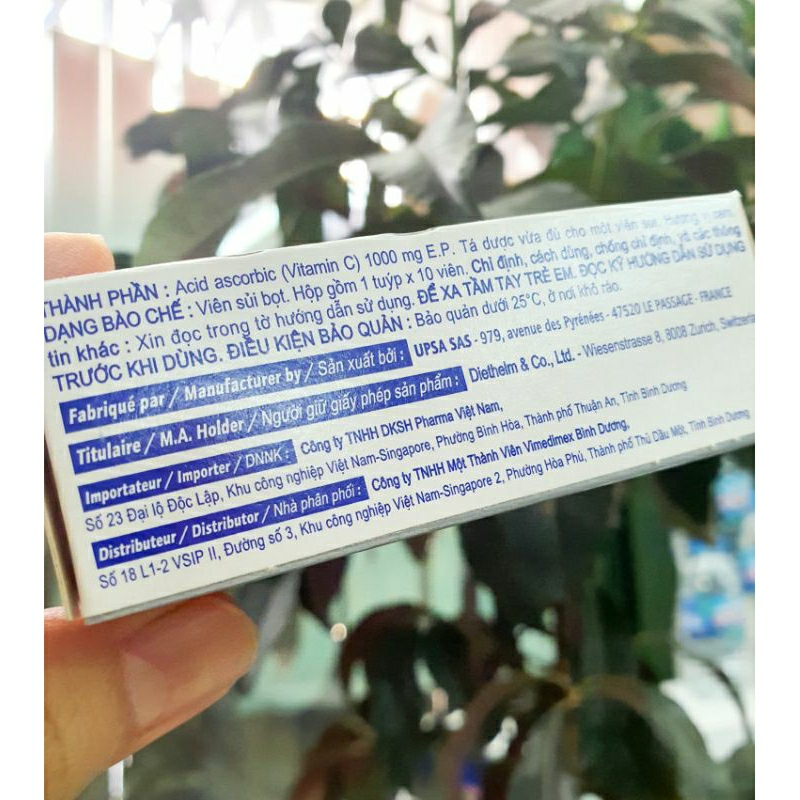 THÀNH PHẦN : Acid ascorbic (Vitamin C) 1000 mg E.P. Tá dược vừa đủ cho một viên sủi. Hương vị cam.
DẠNG BÀO CHẾ : Viên sủi bọt. Hộp gồm 1 tuýp x 10 viên. Chỉ định, cách dùng, chống chỉ định, và các thông
tin khác : Xin đọc trong tờ hướng dẫn sử dụng. ĐỂ XA TẦM TAY TRẺ EM. ĐỌC KỸ HƯỚNG DẪN SỬ DỤNG
TRƯỚC KHI DÙNG. ĐIỀU KIỆN BẢO QUẢN : Bảo quản dưới 25°C, ở nơi khô ráo.
Fabriqué par / Manufacturer by / Sản xuất bởi : UPSA SAS - 979, avenue des Pyrénées - 47520 LE PASSAGE - FRANCE
Titulaire / M.A. Holder / Người giữ giấy phép sản phẩm : Diethelm & Co., Ltd. - Wiesenstrasse 8, 8008 Zurich, Switzerla
Importateur / Importer / DNNK : Công ty TNHH DKSH Pharma Việt Nam,
Số 23 Đại lộ Độc Lập, Khu công nghiệp Việt Nam-Singapore, Phường Bình Hòa, Thành phố Thuận An, Tỉnh Bình Dương
Distributeur / Distributor / Nhà phân phối : Công ty TNHH Một Thành Viên Vimedimex Bình Dương,
Số 18 L1-2 VSIP II, Đường số 3, Khu công nghiệp Việt Nam-Singapore 2, Phường Hòa Phú, Thành phố Thủ Dầu Một, Tỉnh Bình Dương